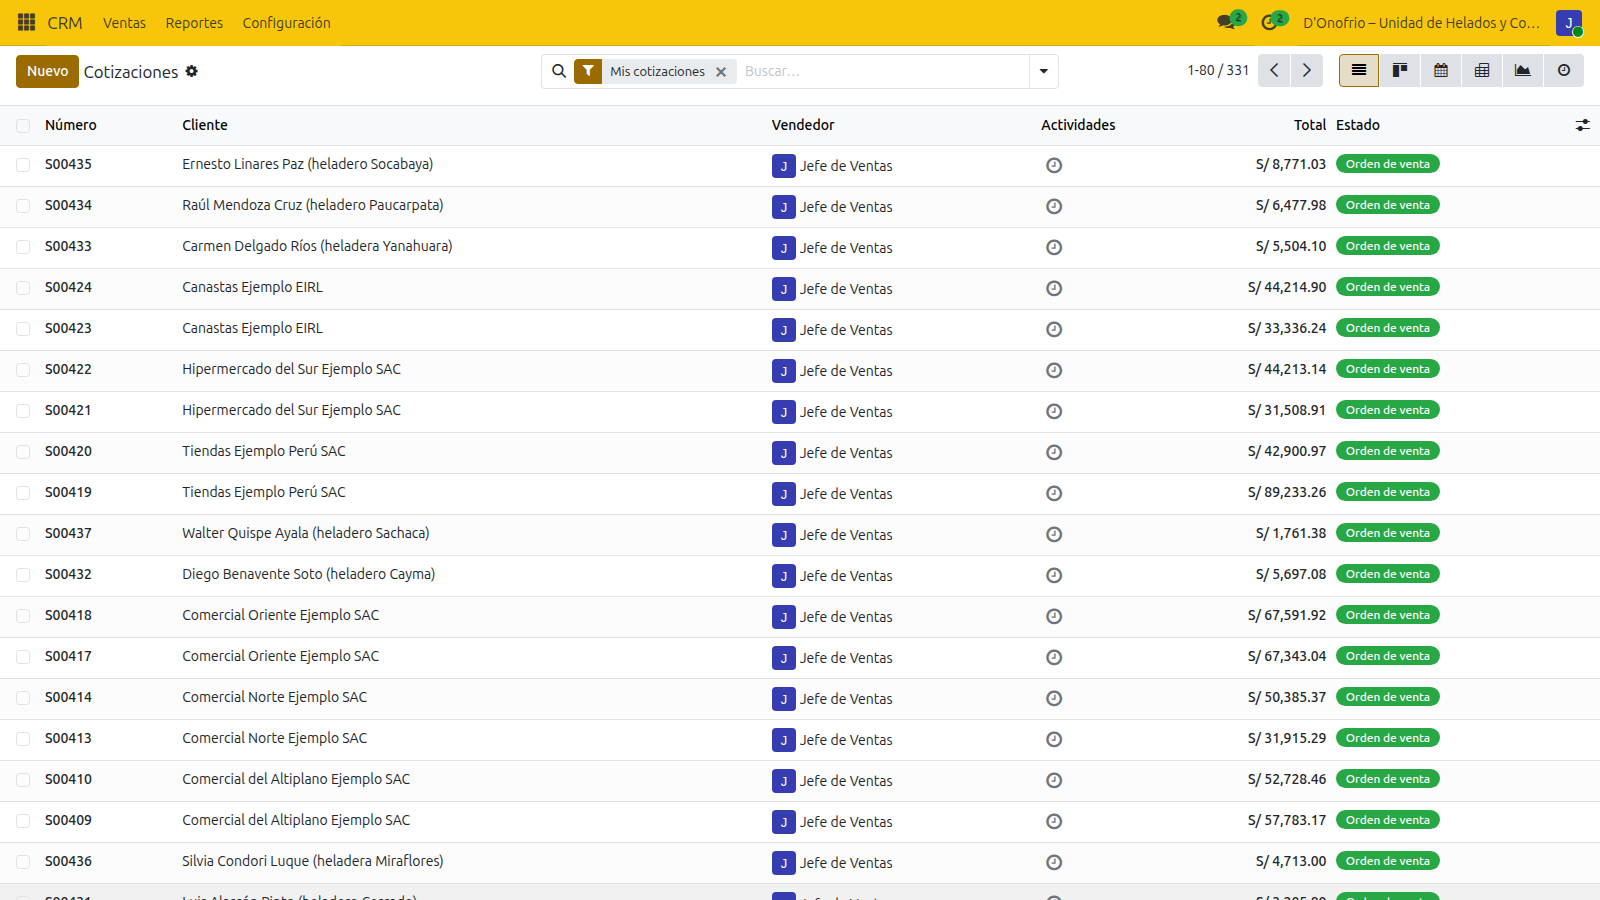 CRM Ventas Reportes Configuración 2 2 D'Onofrio – Unidad de Helados y Co... J
Nuevo Cotizaciones Mis cotizaciones Buscar... 1-80 / 331
Número Cliente Vendedor Actividades Total Estado
S00435 Ernesto Linares Paz (heladero Socabaya) J Jefe de Ventas S/ 8,771.03 Orden de venta
S00434 Raúl Mendoza Cruz (heladero Paucarpata) J Jefe de Ventas S/ 6,477.98 Orden de venta
S00433 Carmen Delgado Ríos (heladera Yanahuara) J Jefe de Ventas S/ 5,504.10 Orden de venta
S00424 Canastas Ejemplo EIRL J Jefe de Ventas S/ 44,214.90 Orden de venta
S00423 Canastas Ejemplo EIRL J Jefe de Ventas S/ 33,336.24 Orden de venta
S00422 Hipermercado del Sur Ejemplo SAC J Jefe de Ventas S/ 44,213.14 Orden de venta
S00421 Hipermercado del Sur Ejemplo SAC J Jefe de Ventas S/ 31,508.91 Orden de venta
S00420 Tiendas Ejemplo Perú SAC J Jefe de Ventas S/ 42,900.97 Orden de venta
S00419 Tiendas Ejemplo Perú SAC J Jefe de Ventas S/ 89,233.26 Orden de venta
S00437 Walter Quispe Ayala (heladero Sachaca) J Jefe de Ventas S/ 1,761.38 Orden de venta
S00432 Diego Benavente Soto (heladero Cayma) J Jefe de Ventas S/ 5,697.08 Orden de venta
S00418 Comercial Oriente Ejemplo SAC J Jefe de Ventas S/ 67,591.92 Orden de venta
S00417 Comercial Oriente Ejemplo SAC J Jefe de Ventas S/ 67,343.04 Orden de venta
S00414 Comercial Norte Ejemplo SAC J Jefe de Ventas S/ 50,385.37 Orden de venta
S00413 Comercial Norte Ejemplo SAC J Jefe de Ventas S/ 31,915.29 Orden de venta
S00410 Comercial del Altiplano Ejemplo SAC J Jefe de Ventas S/ 52,728.46 Orden de venta
S00409 Comercial del Altiplano Ejemplo SAC J Jefe de Ventas S/ 57,783.17 Orden de venta
S00436 Silvia Condori Luque (heladera Miraflores) J Jefe de Ventas S/ 4,713.00 Orden de venta